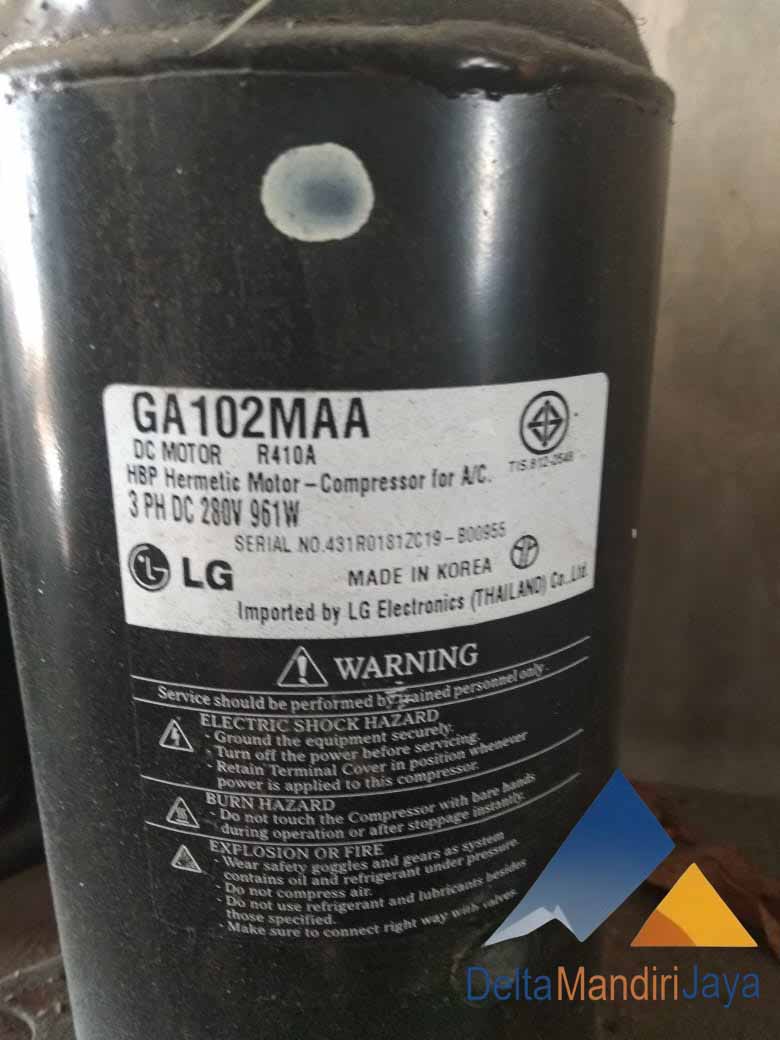 GA102MAA
DC MOTOR R410A
HBP Hermetic Motor-Compressor for A/C.
TIS.812-2548
3 PH DC 280V 961W
SERIAL NO.431R0181ZC19-B00955
LG
MADE IN KOREA
Imported by LG Electronics (THAILAND) Co.,Ltd.
WARNING
Service should be performed by trained personnel only.
ELECTRIC SHOCK HAZARD
· Ground the equipment securely.
· Turn off the power before servicing.
· Retain Terminal Cover in position whenever
power is applied to this compressor.
BURN HAZARD
· Do not touch the Compressor with bare hands
during operation or after stoppage instantly.
EXPLOSION OR FIRE
· Wear safety goggles and gears as system
contains oil and refrigerant under pressure.
· Do not compress air.
· Do not use refrigerant and lubricants besides
those specified.
· Make sure to connect right way with valves.
DeltaMandiriJaya